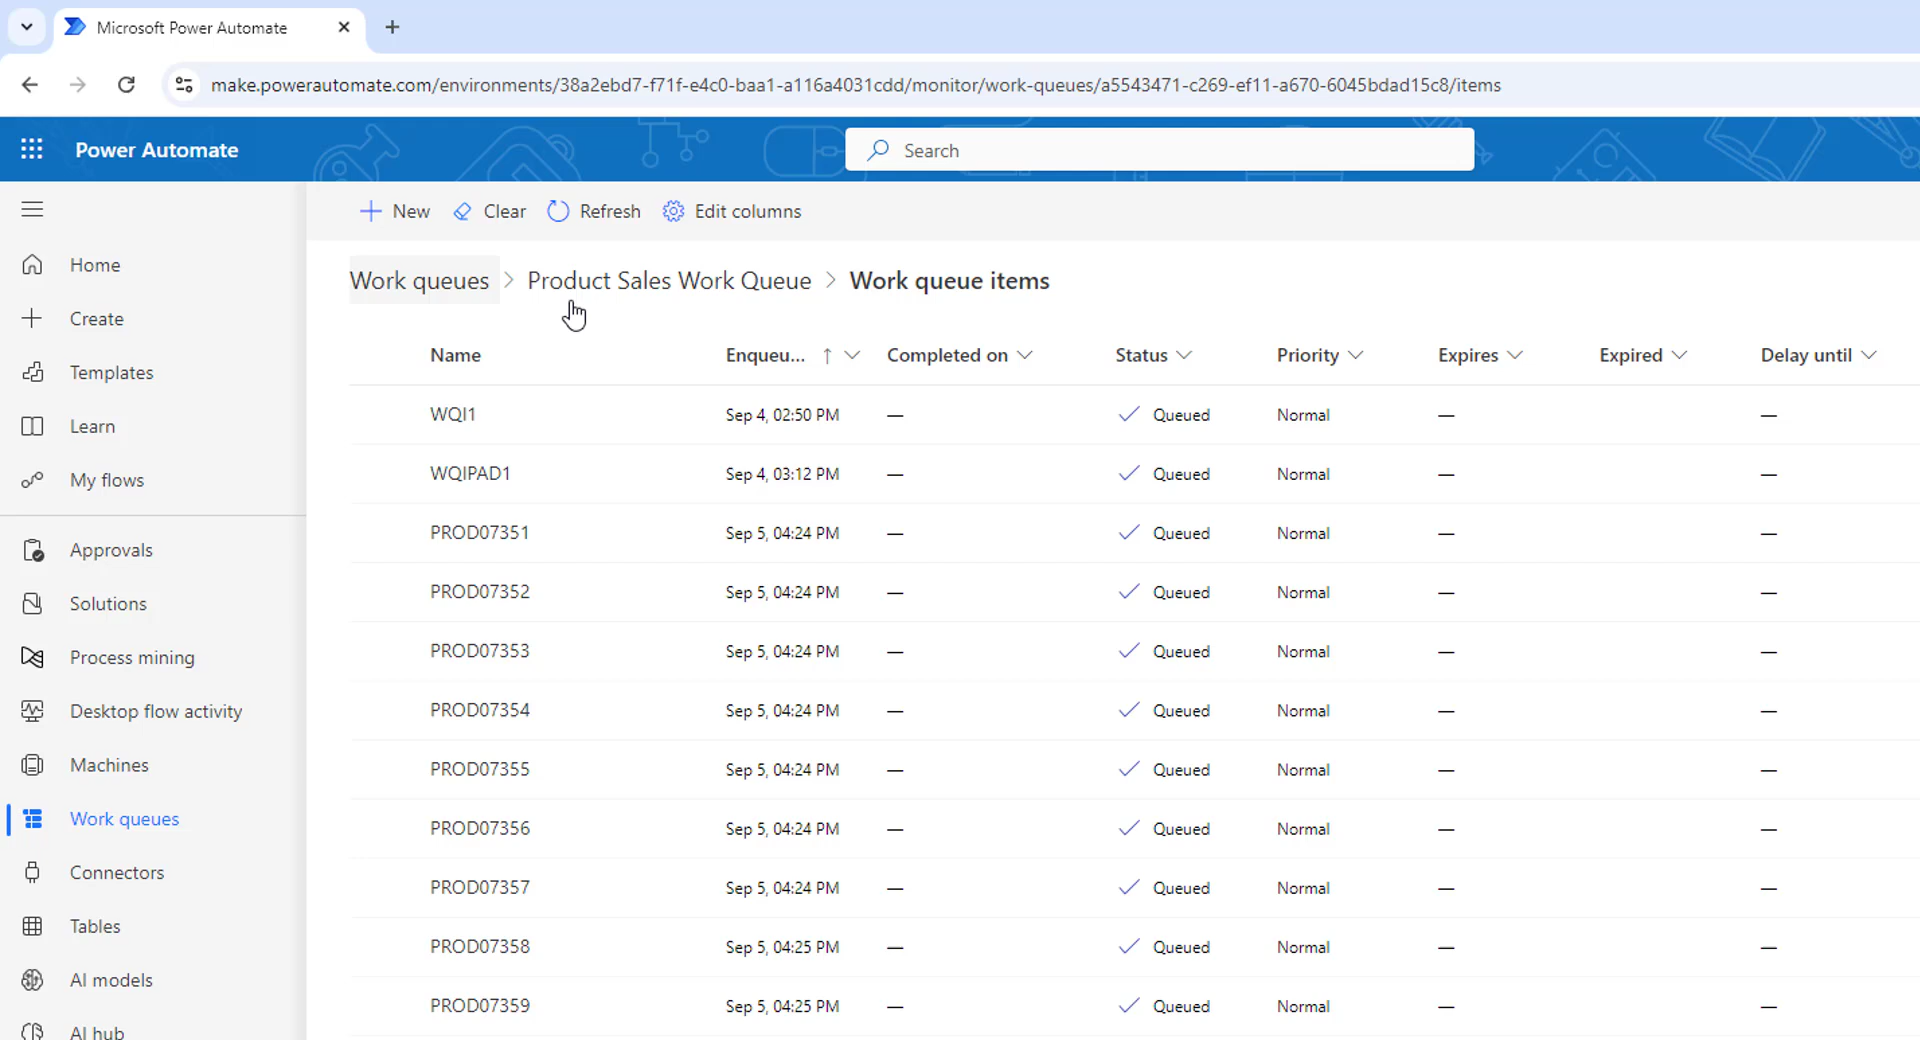 Microsoft Power Automate
make.powerautomate.com/environments/38a2ebd7-f71f-e4c0-baa1-a116a4031cdd/monitor/work-queues/a5543471-c269-ef11-a670-6045bdad15c8/items
Power Automate
Search
New Clear Refresh Edit columns
Home
Create
Templates
Learn
My flows
Approvals
Solutions
Process mining
Desktop flow activity
Machines
Work queues
Connectors
Tables
AI models
AI hub
Work queues > Product Sales Work Queue > Work queue items
Name Enqueu... ↑ Completed on Status Priority Expires Expired Delay until
WQI1 Sep 4, 02:50 PM — Queued Normal — —
WQIPAD1 Sep 4, 03:12 PM — Queued Normal — —
PROD07351 Sep 5, 04:24 PM — Queued Normal — —
PROD07352 Sep 5, 04:24 PM — Queued Normal — —
PROD07353 Sep 5, 04:24 PM — Queued Normal — —
PROD07354 Sep 5, 04:24 PM — Queued Normal — —
PROD07355 Sep 5, 04:24 PM — Queued Normal — —
PROD07356 Sep 5, 04:24 PM — Queued Normal — —
PROD07357 Sep 5, 04:24 PM — Queued Normal — —
PROD07358 Sep 5, 04:25 PM — Queued Normal — —
PROD07359 Sep 5, 04:25 PM — Queued Normal — —